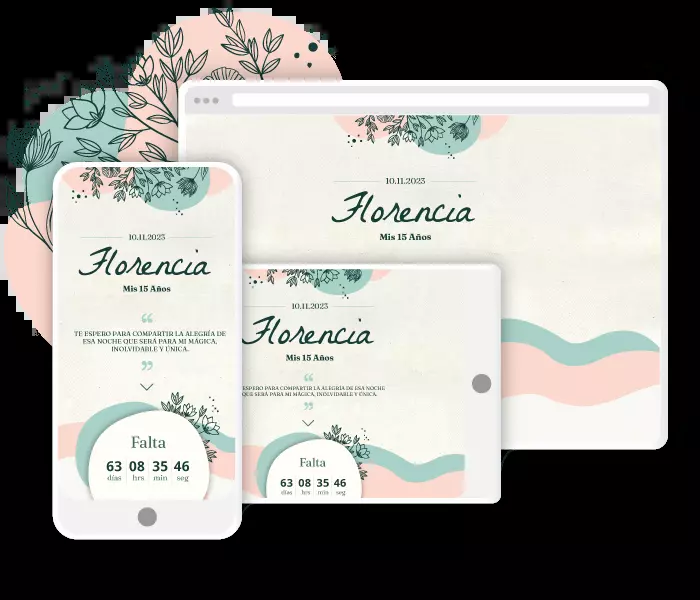 10.11.2023
Florencia
Mis 15 Años
10.11.2023
Florencia
Mis 15 Años
“
TE ESPERO PARA COMPARTIR LA ALEGRÍA DE
ESA NOCHE QUE SERÁ PARA MI MÁGICA,
INOLVIDABLE Y ÚNICA.
”
Falta
63 08 35 46
días hrs min seg
10.11.2023
Florencia
Mis 15 Años
“
ESPERO PARA COMPARTIR LA ALEGRÍA DE ESA NOCHE
QUE SERÁ PARA MI MÁGICA, INOLVIDABLE Y ÚNICA.
”
Falta
63 08 35 46
días hrs min seg